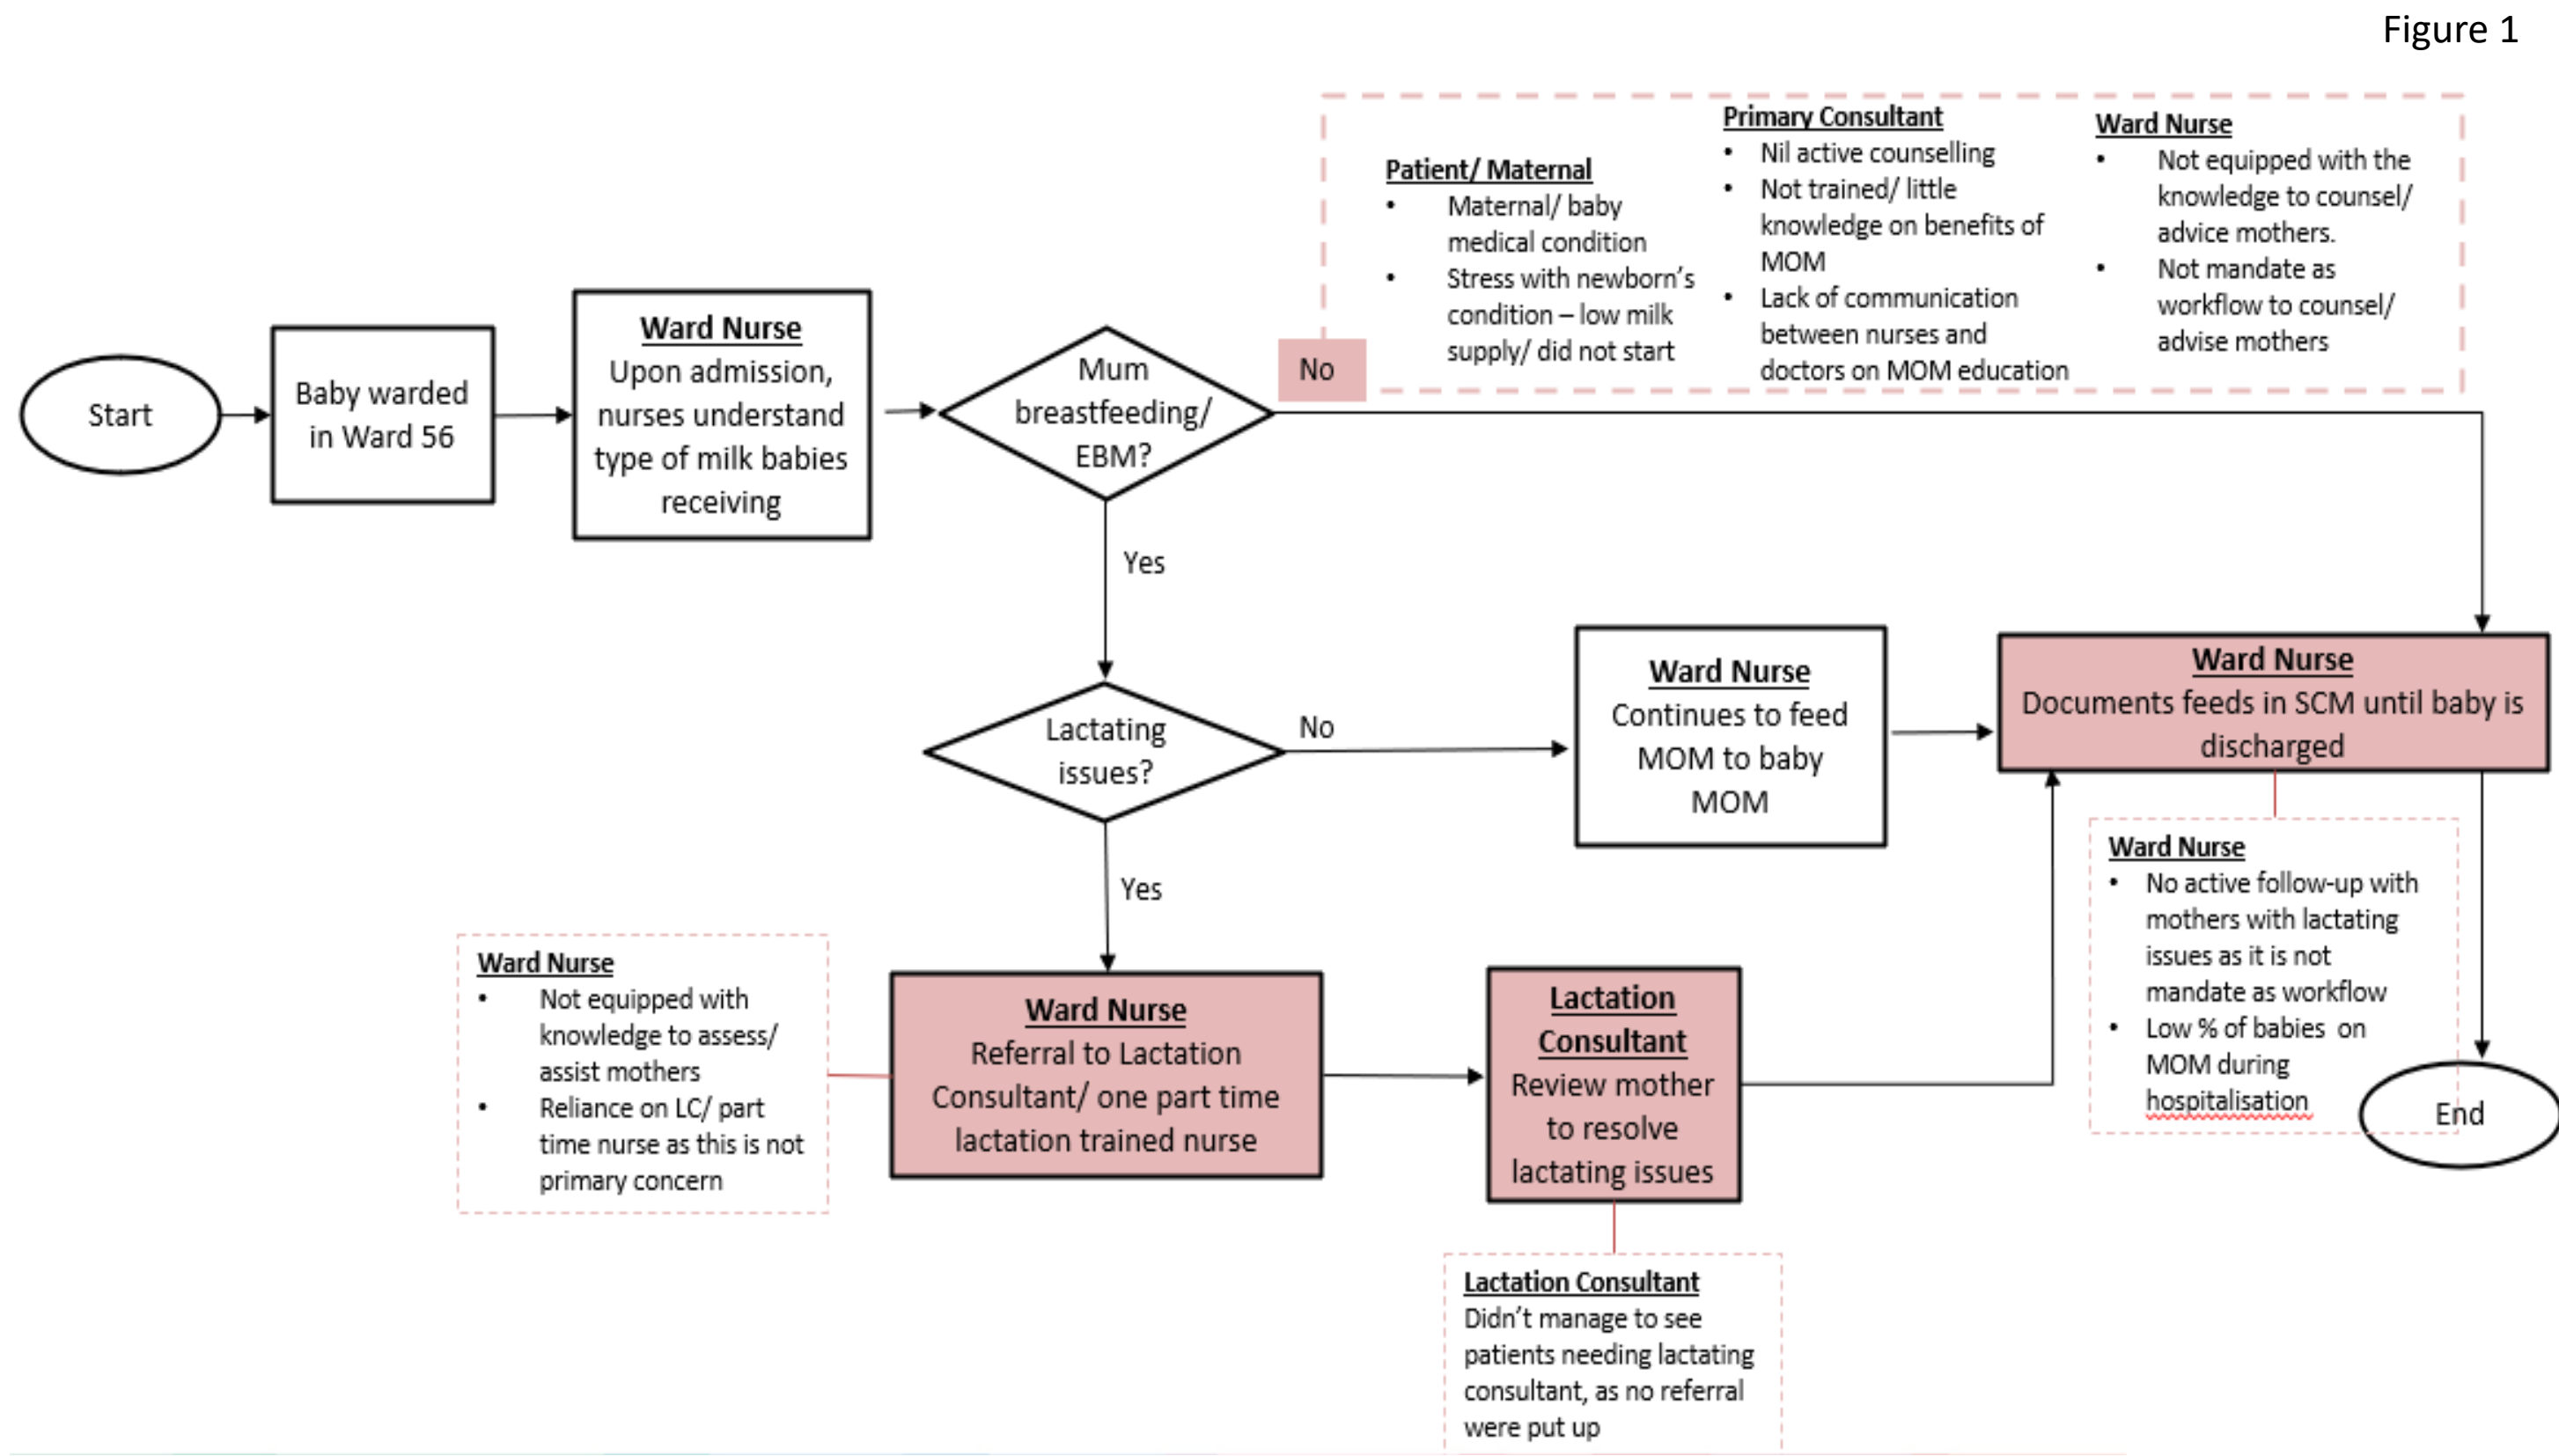 Figure 1
Start
Baby warded
in Ward 56
Ward Nurse
Upon admission,
nurses understand
type of milk babies
receiving
Mum
breastfeeding/
EBM?
No
Patient/ Maternal
• Maternal/ baby
medical condition
• Stress with newborn’s
condition – low milk
supply/ did not start
Primary Consultant
• Nil active counselling
• Not trained/ little
knowledge on benefits of
MOM
• Lack of communication
between nurses and
doctors on MOM education
Ward Nurse
• Not equipped with the
knowledge to counsel/
advice mothers.
• Not mandate as
workflow to counsel/
advise mothers
Yes
Lactating
issues?
No
Ward Nurse
Continues to feed
MOM to baby
MOM
Ward Nurse
Documents feeds in SCM until baby is
discharged
Yes
Ward Nurse
• No active follow-up with
mothers with lactating
issues as it is not
mandate as workflow
• Low % of babies on
MOM during
hospitalisation
End
Ward Nurse
• Not equipped with
knowledge to assess/
assist mothers
• Reliance on LC/ part
time nurse as this is not
primary concern
Ward Nurse
Referral to Lactation
Consultant/ one part time
lactation trained nurse
Lactation
Consultant
Review mother
to resolve
lactating issues
Lactation Consultant
Didn’t manage to see
patients needing lactating
consultant, as no referral
were put up